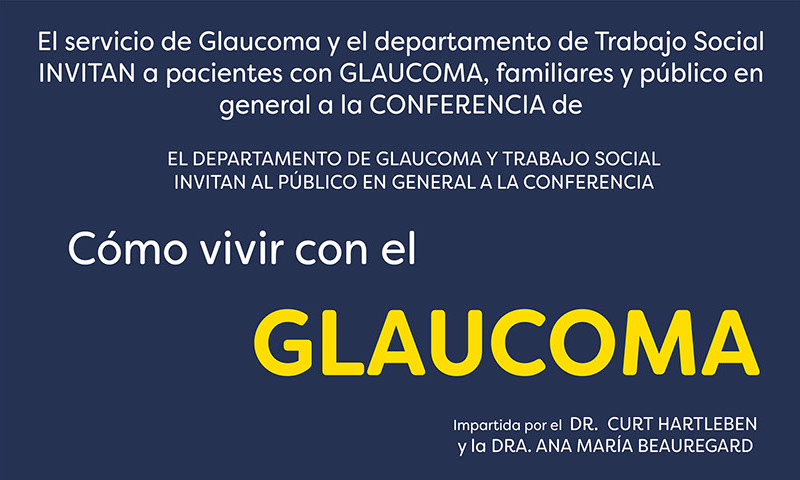 El servicio de Glaucoma y el departamento de Trabajo Social
INVITAN a pacientes con GLAUCOMA, familiares y público en
general a la CONFERENCIA de
EL DEPARTAMENTO DE GLAUCOMA Y TRABAJO SOCIAL
INVITAN AL PÚBLICO EN GENERAL A LA CONFERENCIA
Cómo vivir con el
GLAUCOMA
Impartida por el DR. CURT HARTLEBEN
y la DRA. ANA MARÍA BEAUREGARD